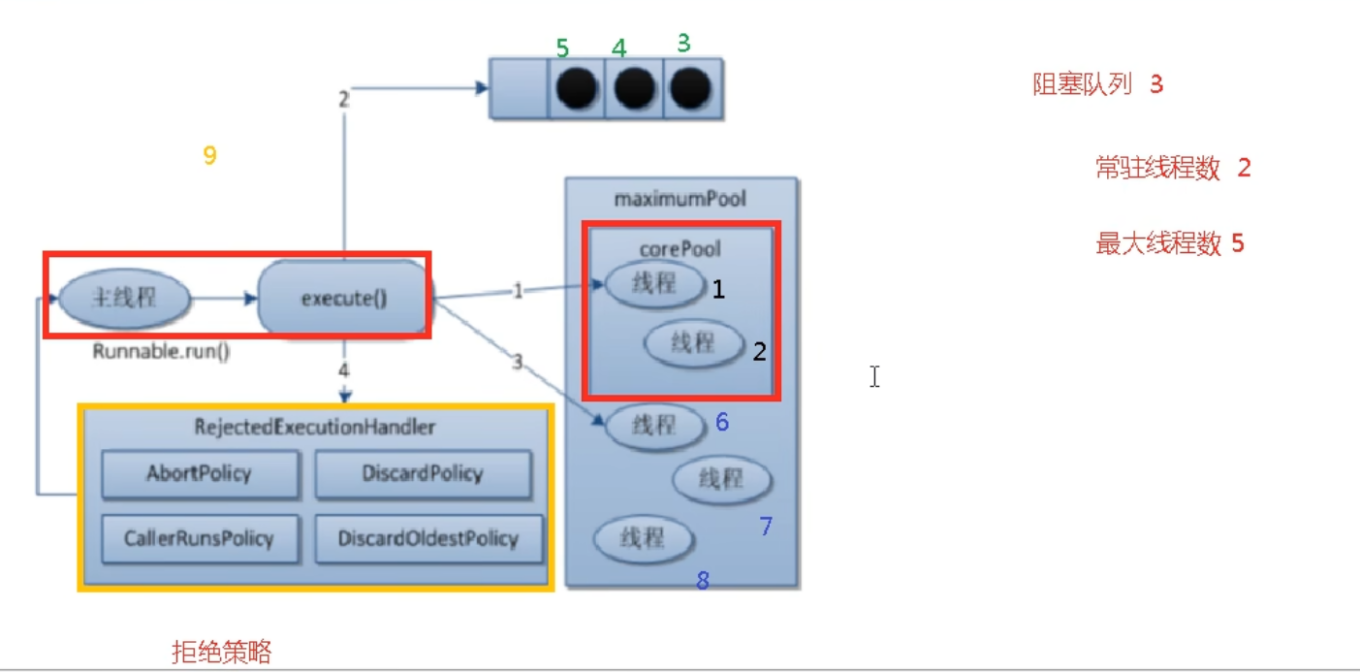 5 4 3
阻塞队列 3
2
9
常驻线程数 2
maximumPool
最大线程数 5
corePool
线程 1
主线程
execute()
1
线程 2
Runnable.run()
4
3
线程 6
RejectedExecutionHandler
AbortPolicy
DiscardPolicy
线程
7
CallerRunsPolicy
DiscardOldestPolicy
线程
8
拒绝策略